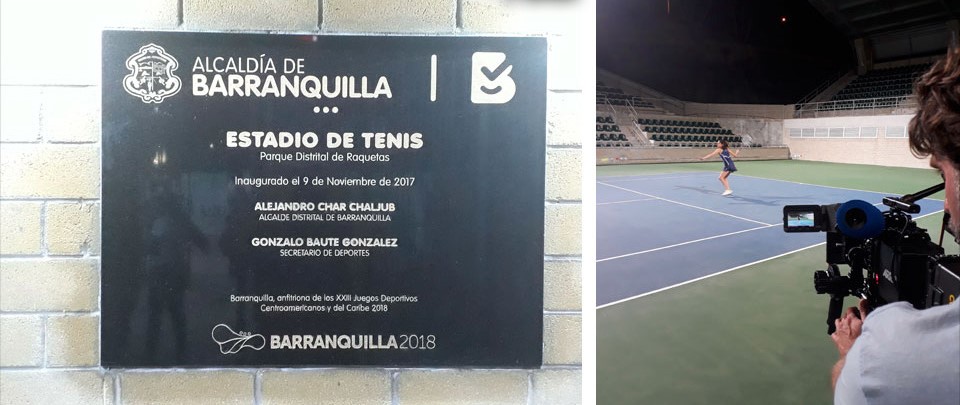 ALCALDÍA DE
BARRANQUILLA
B
ESTADIO DE TENIS
Parque Distrital de Raquetas
Inaugurado el 9 de Noviembre de 2017
ALEJANDRO CHAR CHALJUB
ALCALDE DISTRITAL DE BARRANQUILLA
GONZALO BAUTE GONZALEZ
SECRETARIO DE DEPORTES
Barranquilla, anfitriona de los XXIII Juegos Deportivos
Centroamericanos y del Caribe 2018
BARRANQUILLA2018